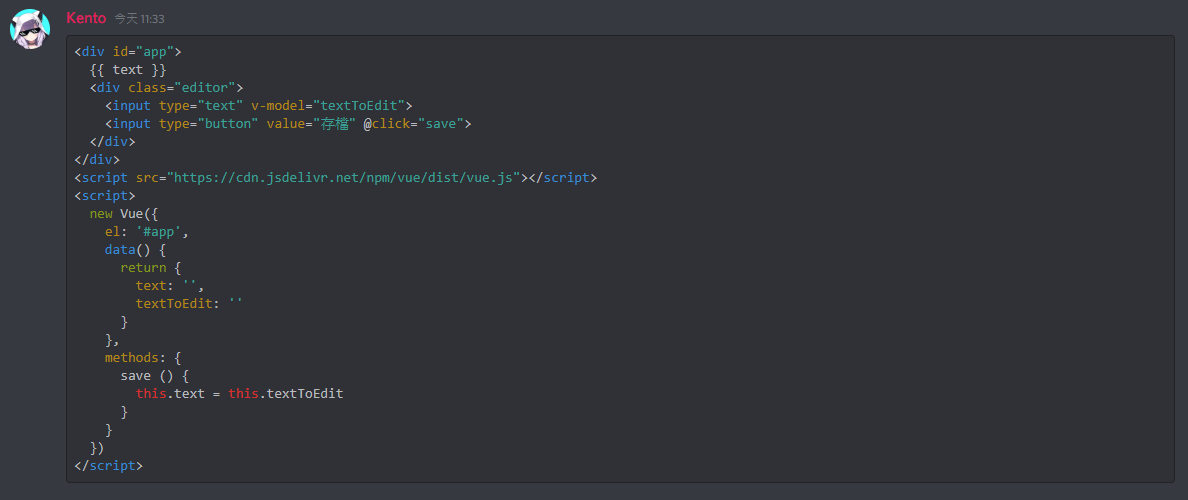 Kento 今天 11:33
<div id="app">
  {{ text }}
  <div class="editor">
    <input type="text" v-model="textToEdit">
    <input type="button" value="存檔" @click="save">
  </div>
</div>
<script src="https://cdn.jsdelivr.net/npm/vue/dist/vue.js"></script>
<script>
  new Vue({
    el: '#app',
    data() {
      return {
        text: '',
        textToEdit: ''
      }
    },
    methods: {
      save () {
        this.text = this.textToEdit
      }
    }
  })
</script>